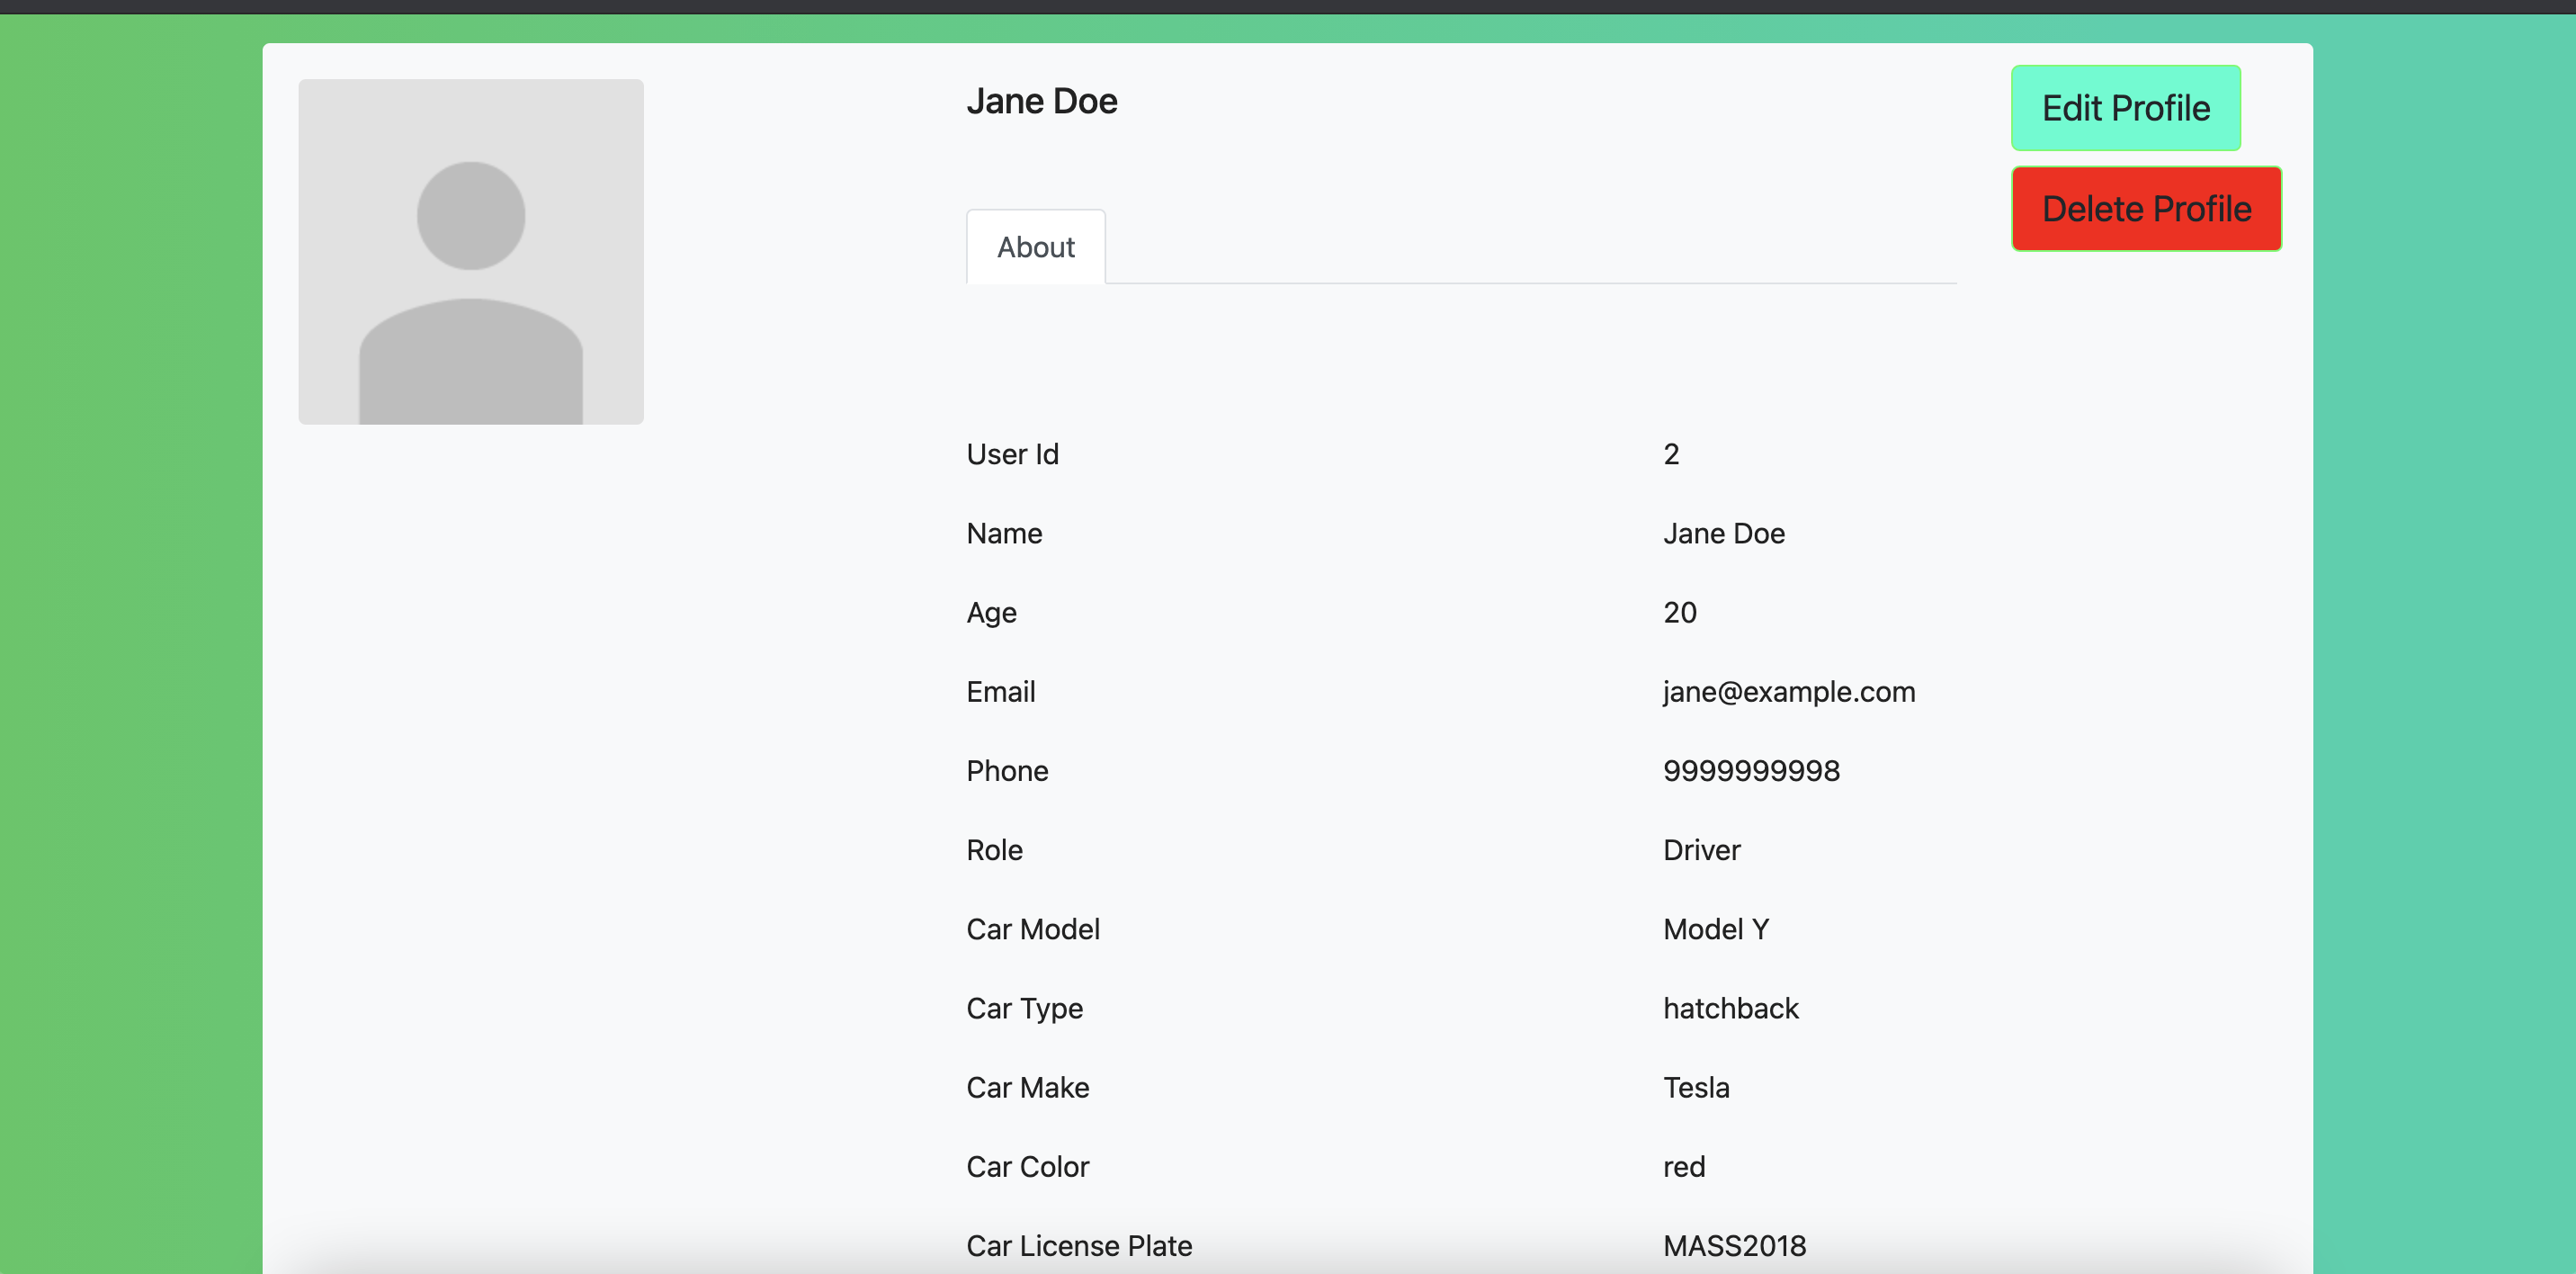 Jane Doe
Edit Profile
Delete Profile
About
User Id 2
Name Jane Doe
Age 20
Email jane@example.com
Phone 9999999998
Role Driver
Car Model Model Y
Car Type hatchback
Car Make Tesla
Car Color red
Car License Plate MASS2018